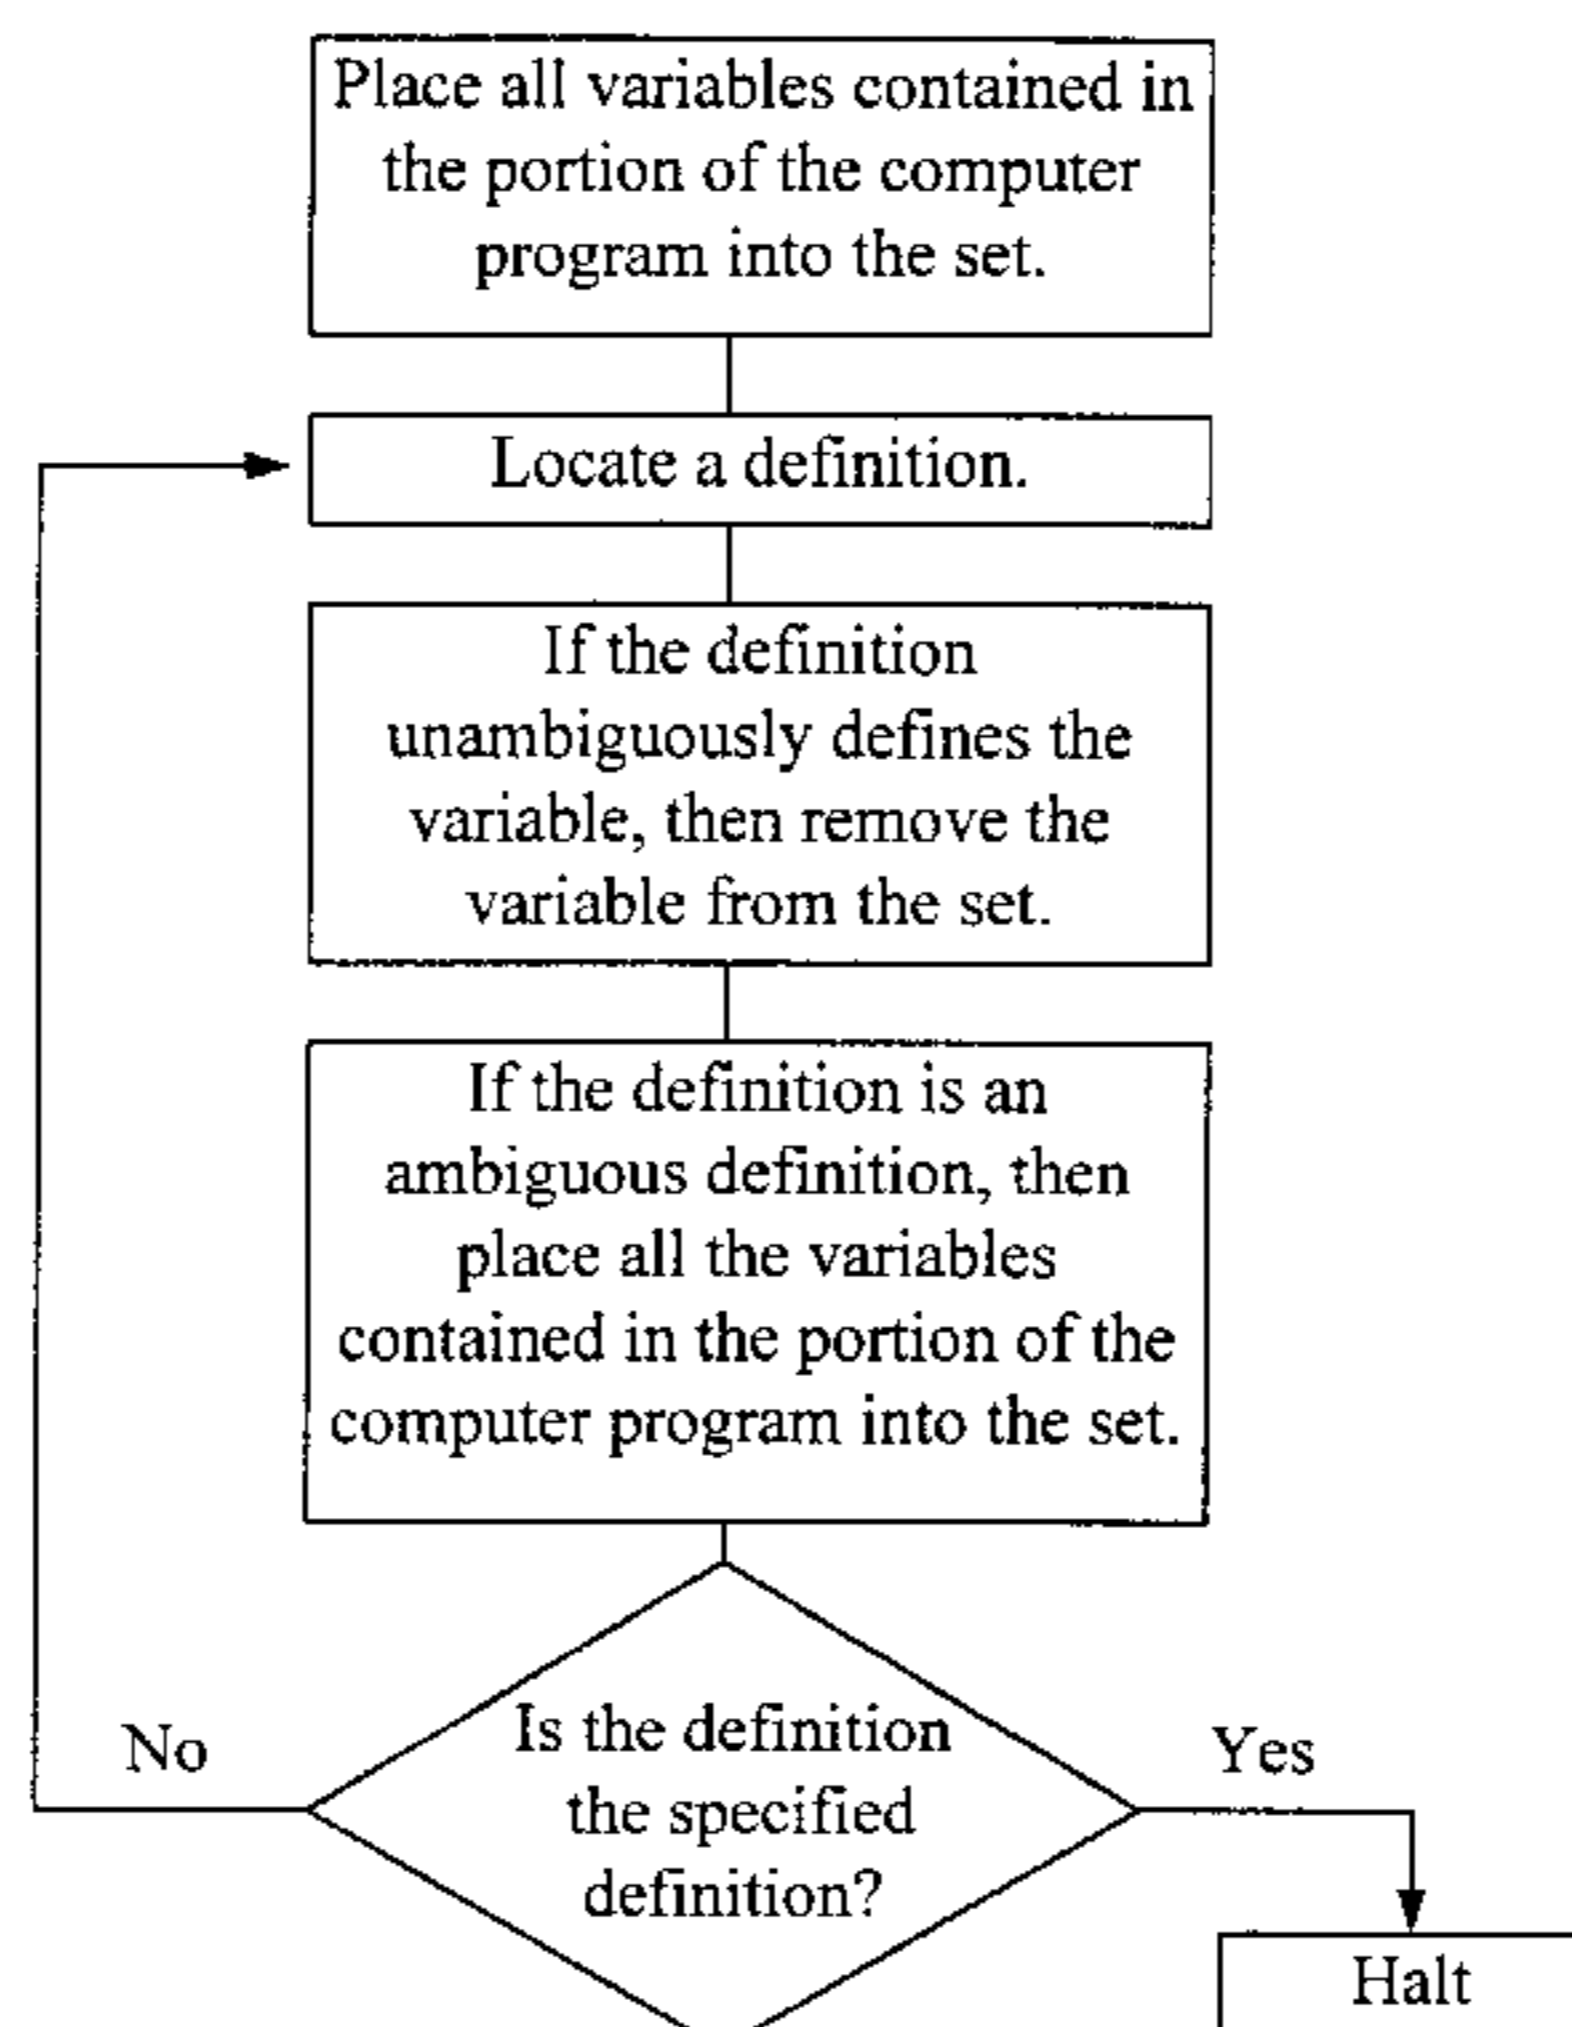 Place all variables contained in
the portion of the computer
program into the set.
Locate a definition.
If the definition
unambiguously defines the
variable, then remove the
variable from the set.
If the definition is an
ambiguous definition, then
place all the variables
contained in the portion of the
computer program into the set.
Is the definition
the specified
definition?
No
Yes
Halt